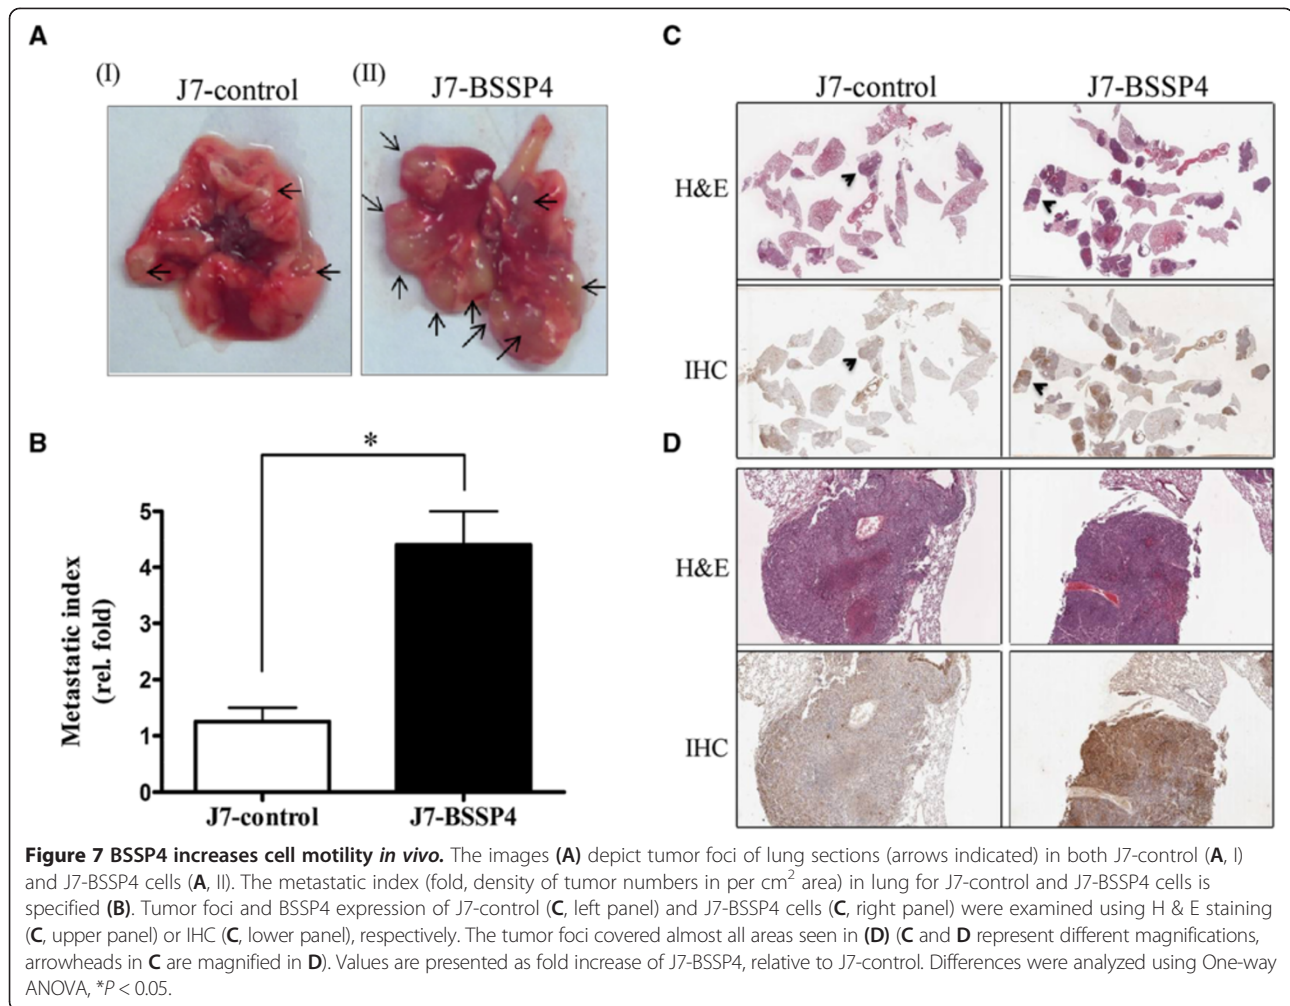 A
(I)
J7-control
(II)
J7-BSSP4
C
J7-control
J7-BSSP4
H&E
IHC
B
*
5
4
3
2
1
0
Metastatic index
(rel. fold)
J7-control
J7-BSSP4
D
H&E
IHC
Figure 7 BSSP4 increases cell motility in vivo. The images (A) depict tumor foci of lung sections (arrows indicated) in both J7-control (A, I)
and J7-BSSP4 cells (A, II). The metastatic index (fold, density of tumor numbers in per cm² area) in lung for J7-control and J7-BSSP4 cells is
specified (B). Tumor foci and BSSP4 expression of J7-control (C, left panel) and J7-BSSP4 cells (C, right panel) were examined using H & E staining
(C, upper panel) or IHC (C, lower panel), respectively. The tumor foci covered almost all areas seen in (D) (C and D represent different magnifications,
arrowheads in C are magnified in D). Values are presented as fold increase of J7-BSSP4, relative to J7-control. Differences were analyzed using One-way
ANOVA, *P < 0.05.